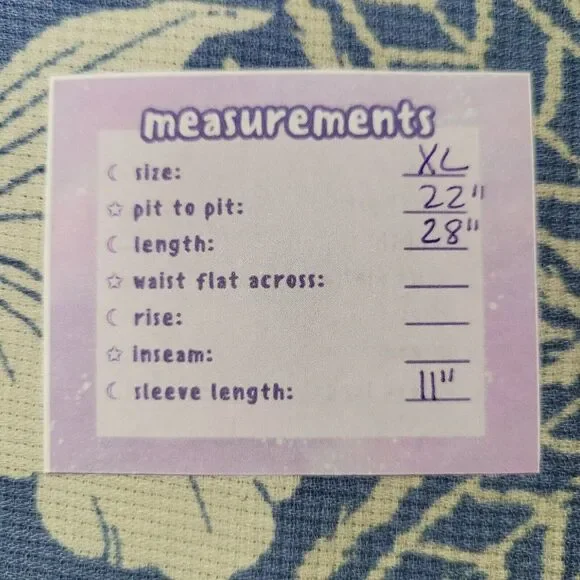 measurements
size: XL
pit to pit: 22"
length: 28"
waist flat across:
rise:
inseam:
sleeve length: 11"